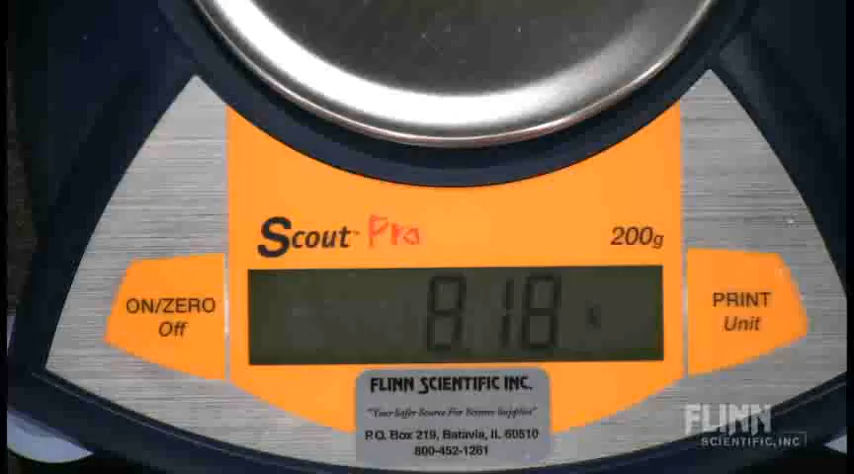 Scout™ Pro
200g
ON/ZERO
Off
8.18
PRINT
Unit
FLINN SCIENTIFIC INC.
"Your Safer Source For Science Supplies"
P.O. Box 219, Batavia, IL 60510
800-452-1261
FLINN
SCIENTIFIC, INC